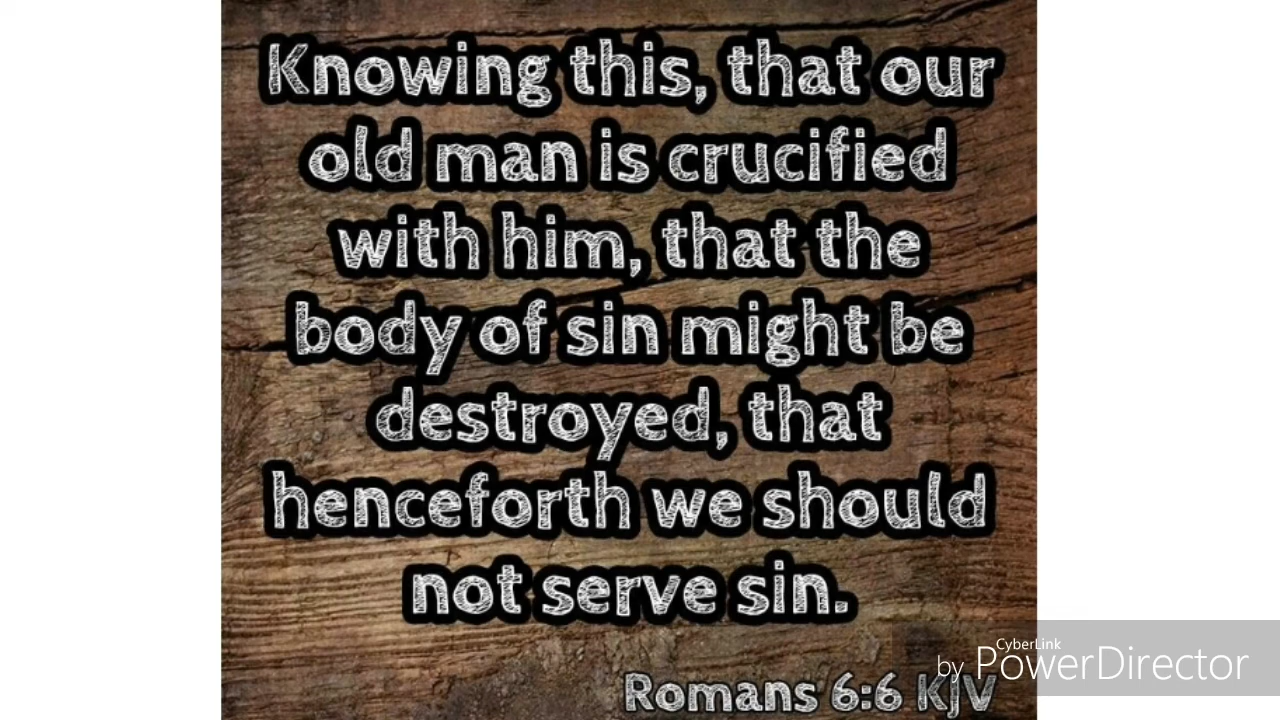 Knowing this, that our
old man is crucified
with him, that the
body of sin might be
destroyed, that
henceforth we should
not serve sin.
Romans 6:6 KJV
CyberLink
by PowerDirector